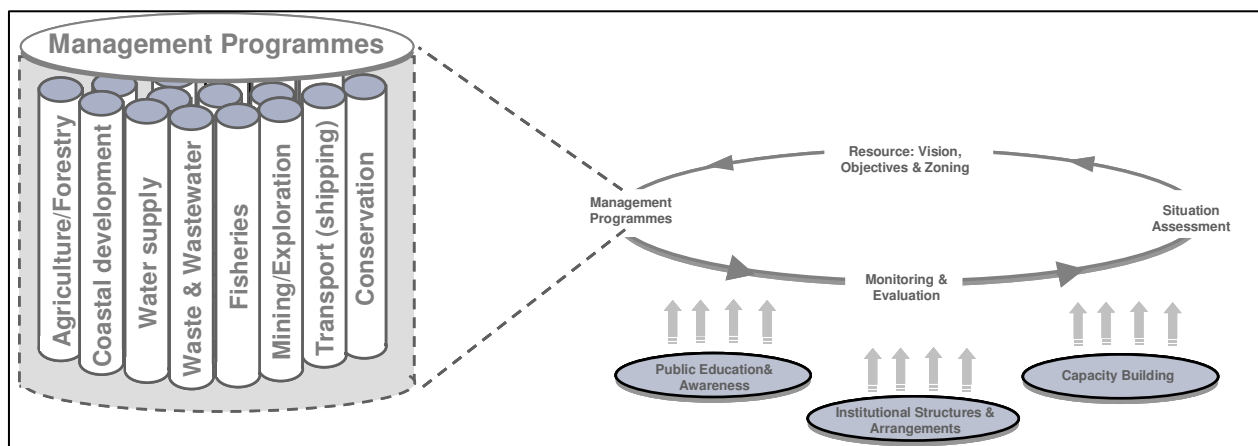 Management Programmes
Agriculture/Forestry
Coastal development
Water supply
Waste & Wastewater
Fisheries
Mining/Exploration
Transport (shipping)
Conservation
Resource: Vision,
Objectives & Zoning
Management
Programmes
Situation
Assessment
Monitoring &
Evaluation
Public Education&
Awareness
Institutional Structures &
Arrangements
Capacity Building